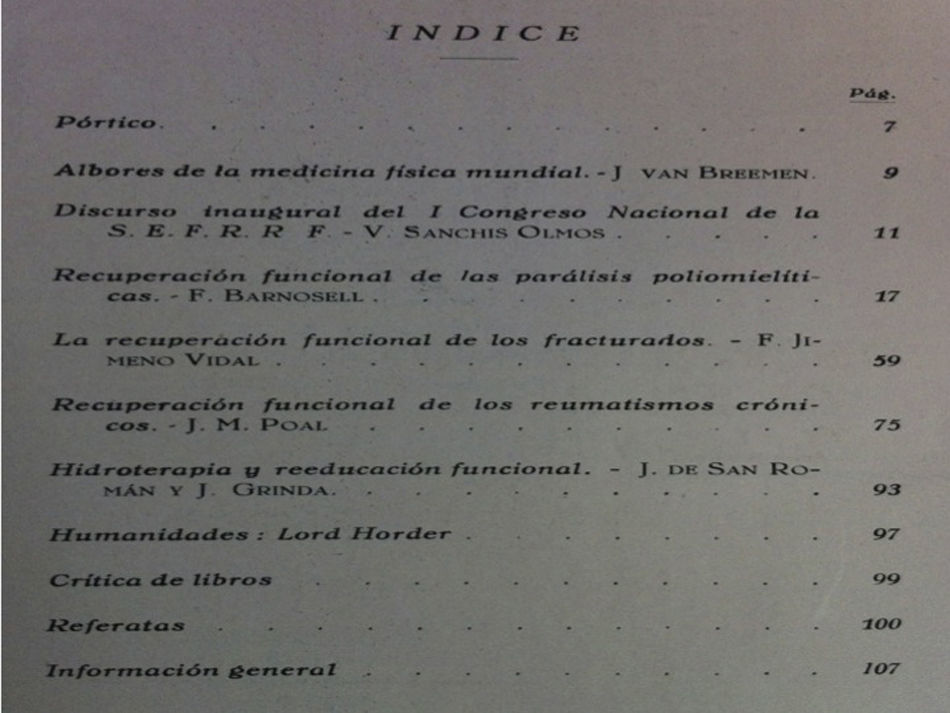 INDICE
Pág.
Pórtico. . . . . . . . . . . . . . 7
Albores de la medicina física mundial. - J VAN BREEMEN. 9
Discurso inaugural del I Congreso Nacional de la
S. E. F. R. R F. - V. SANCHIS OLMOS . . . . . 11
Recuperación funcional de las parálisis poliomielíti-
cas. - F. BARNOSELL . . . . . . . . . 17
La recuperación funcional de los fracturados. - F. JI-
MENO VIDAL . . . . . . . . . . . 59
Recuperación funcional de los reumatismos cróni-
cos. - J. M. POAL . . . . . . . . . 75
Hidroterapia y reeducación funcional. - J. DE SAN RO-
MÁN Y J. GRINDA. . . . . . . . . . 93
Humanidades : Lord Horder . . . . . . . . 97
Crítica de libros . . . . . . . . . . . 99
Referatas . . . . . . . . . . . . . 100
Información general . . . . . . . . . . 107